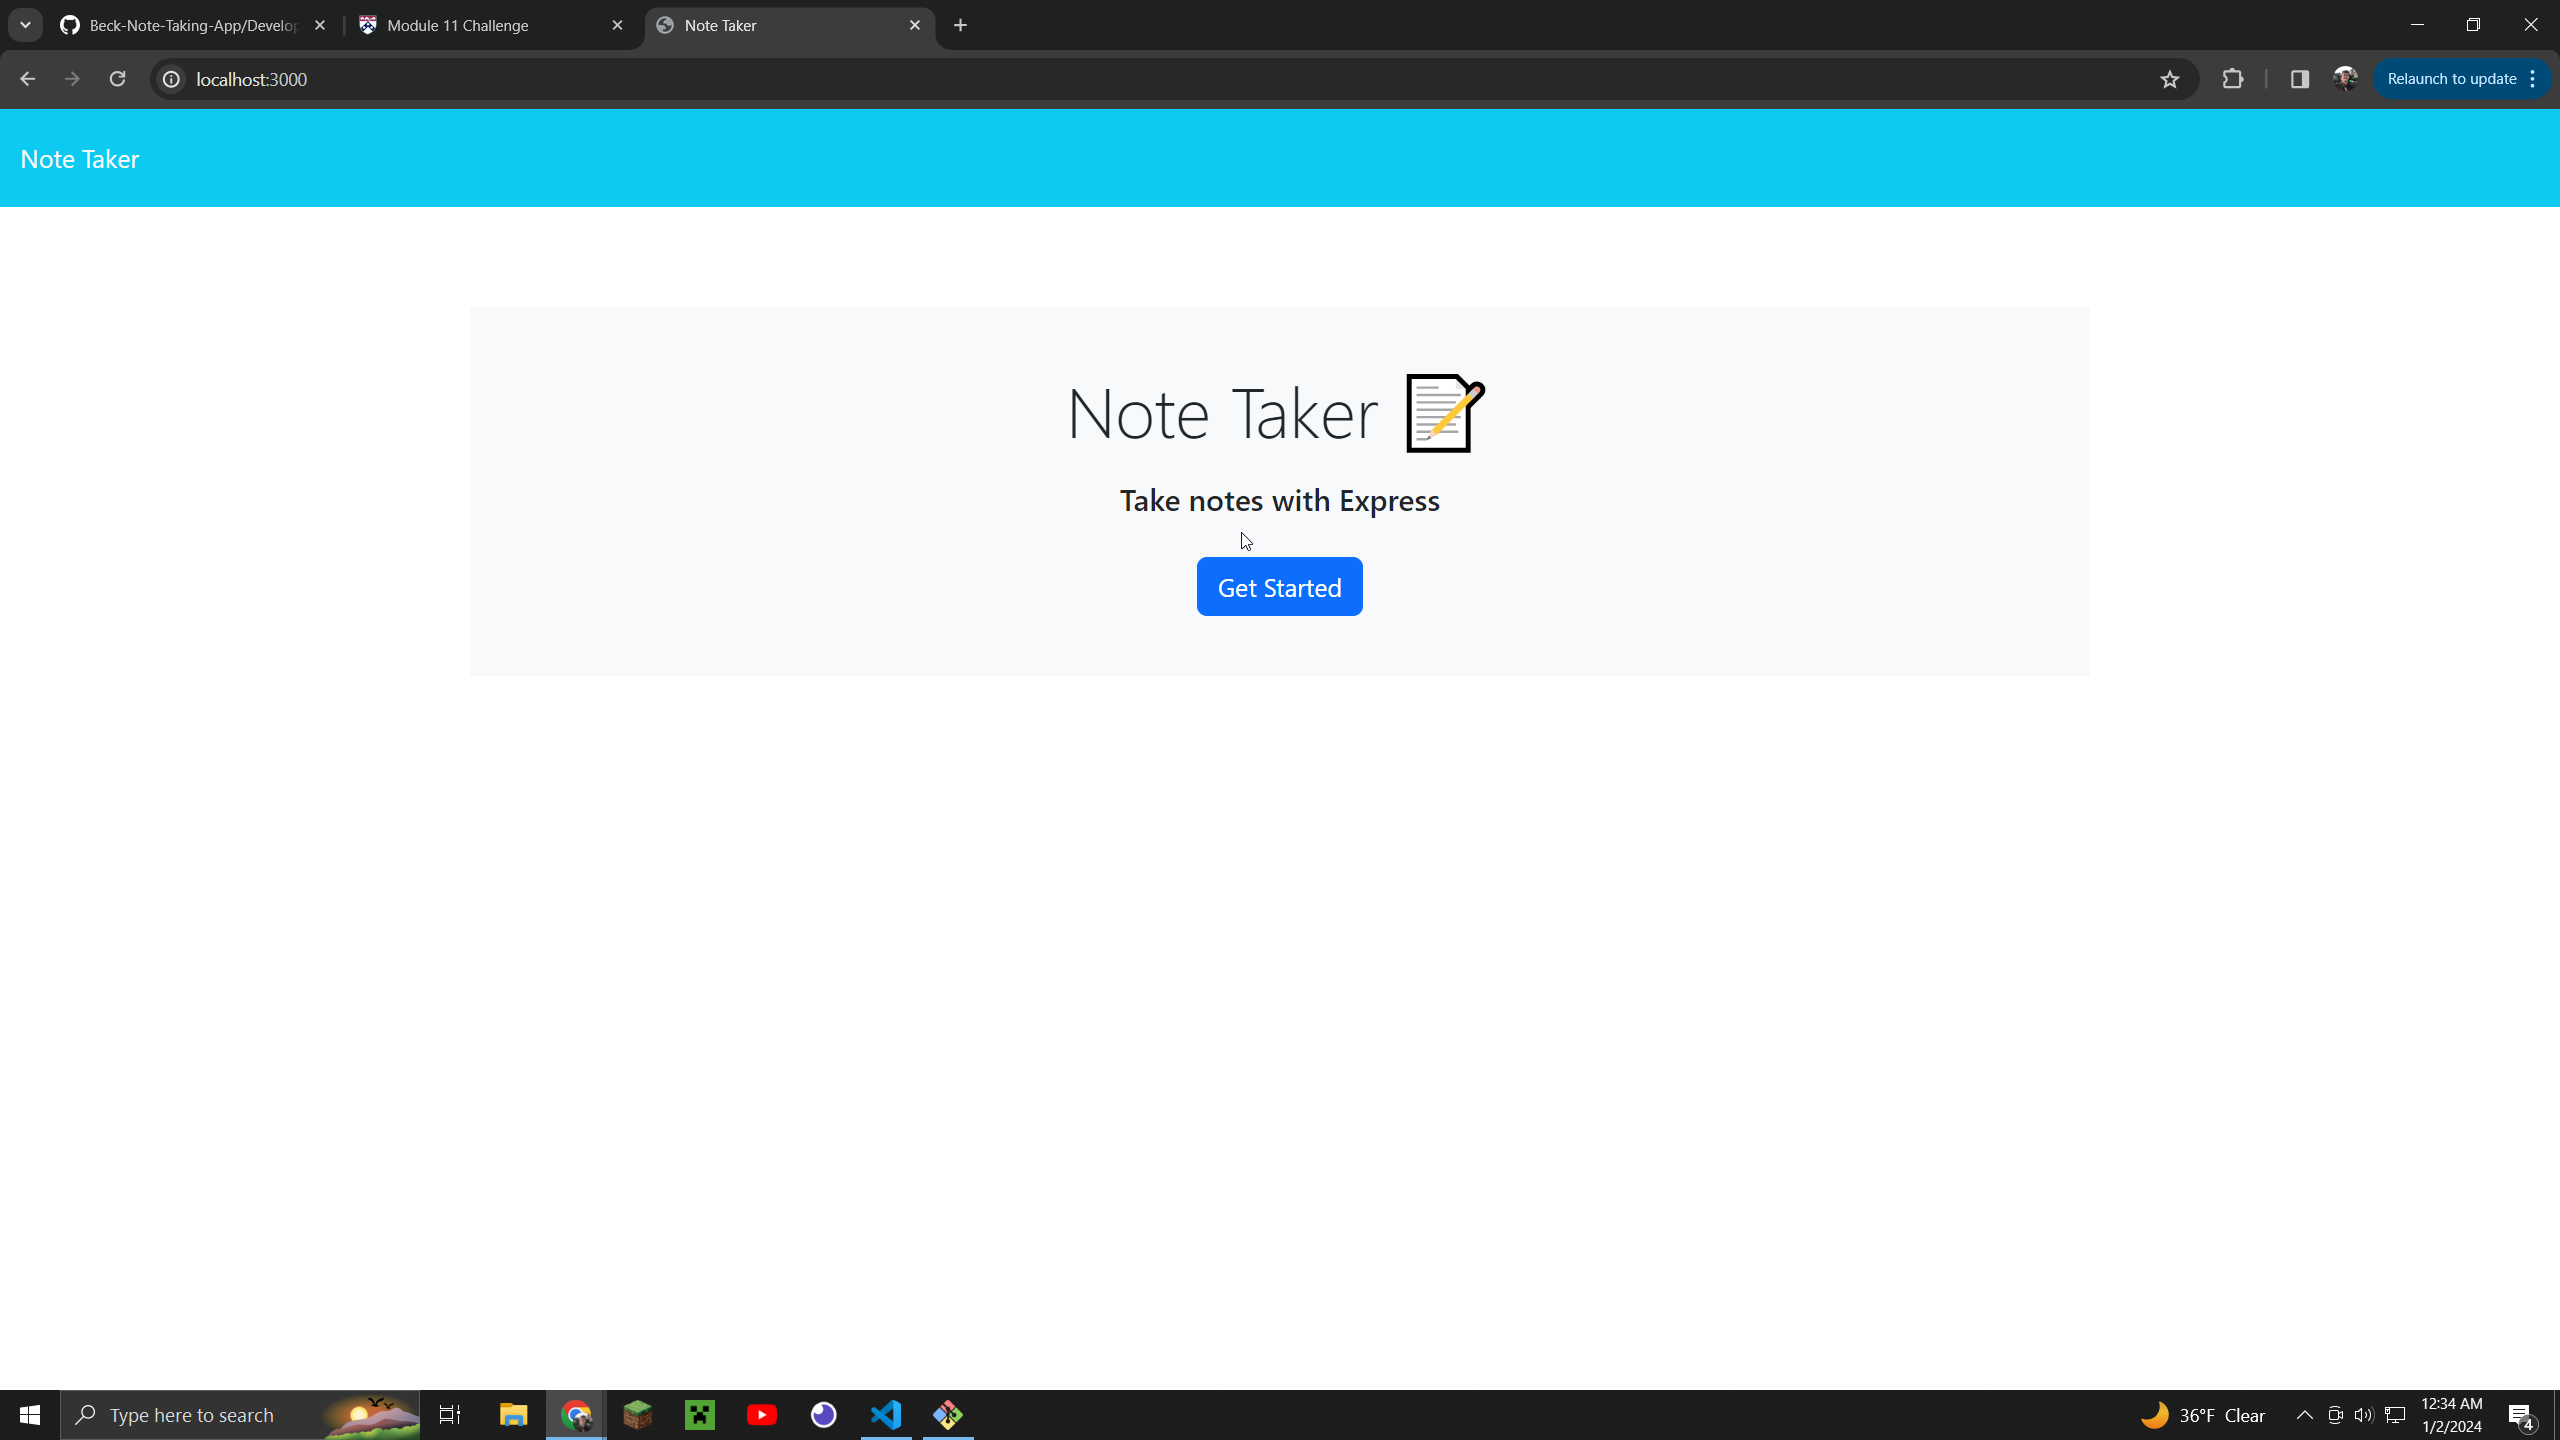 Beck-Note-Taking-App/Develop
Module 11 Challenge
Note Taker
localhost:3000
Relaunch to update
Note Taker
Note Taker
Take notes with Express
Get Started
Type here to search
36°F Clear
12:34 AM
1/2/2024
4